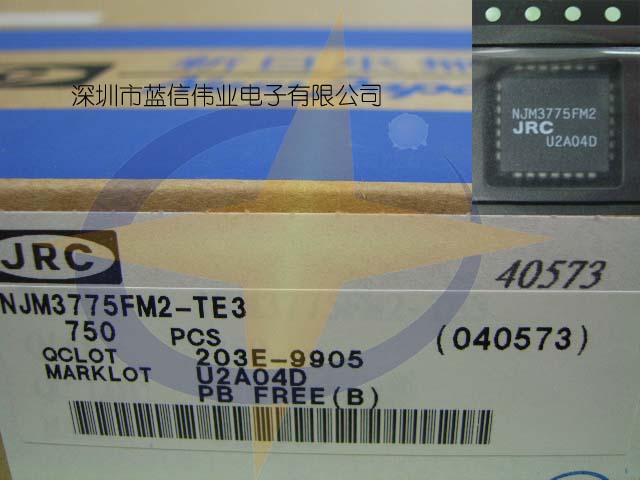 深圳市蓝信伟业电子有限公司
NJM3775FM2
JRC
U2A04D
JRC
40573
NJM3775FM2-TE3
750 PCS
(040573)
QCLOT 203E-9905
MARKLOT U2A04D
PB FREE(B)